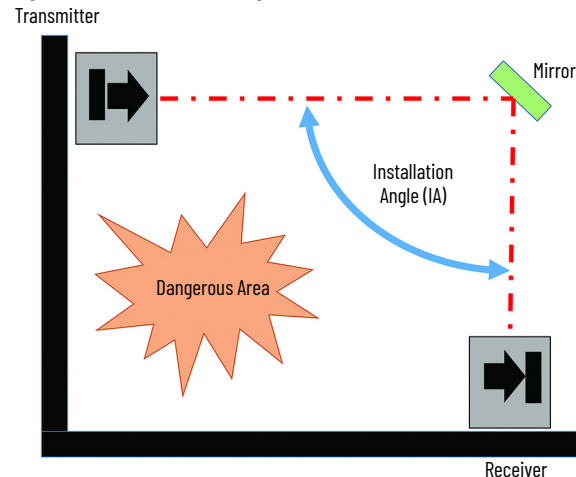 Transmitter
Mirror
Installation
Angle (IA)
Dangerous Area
Receiver